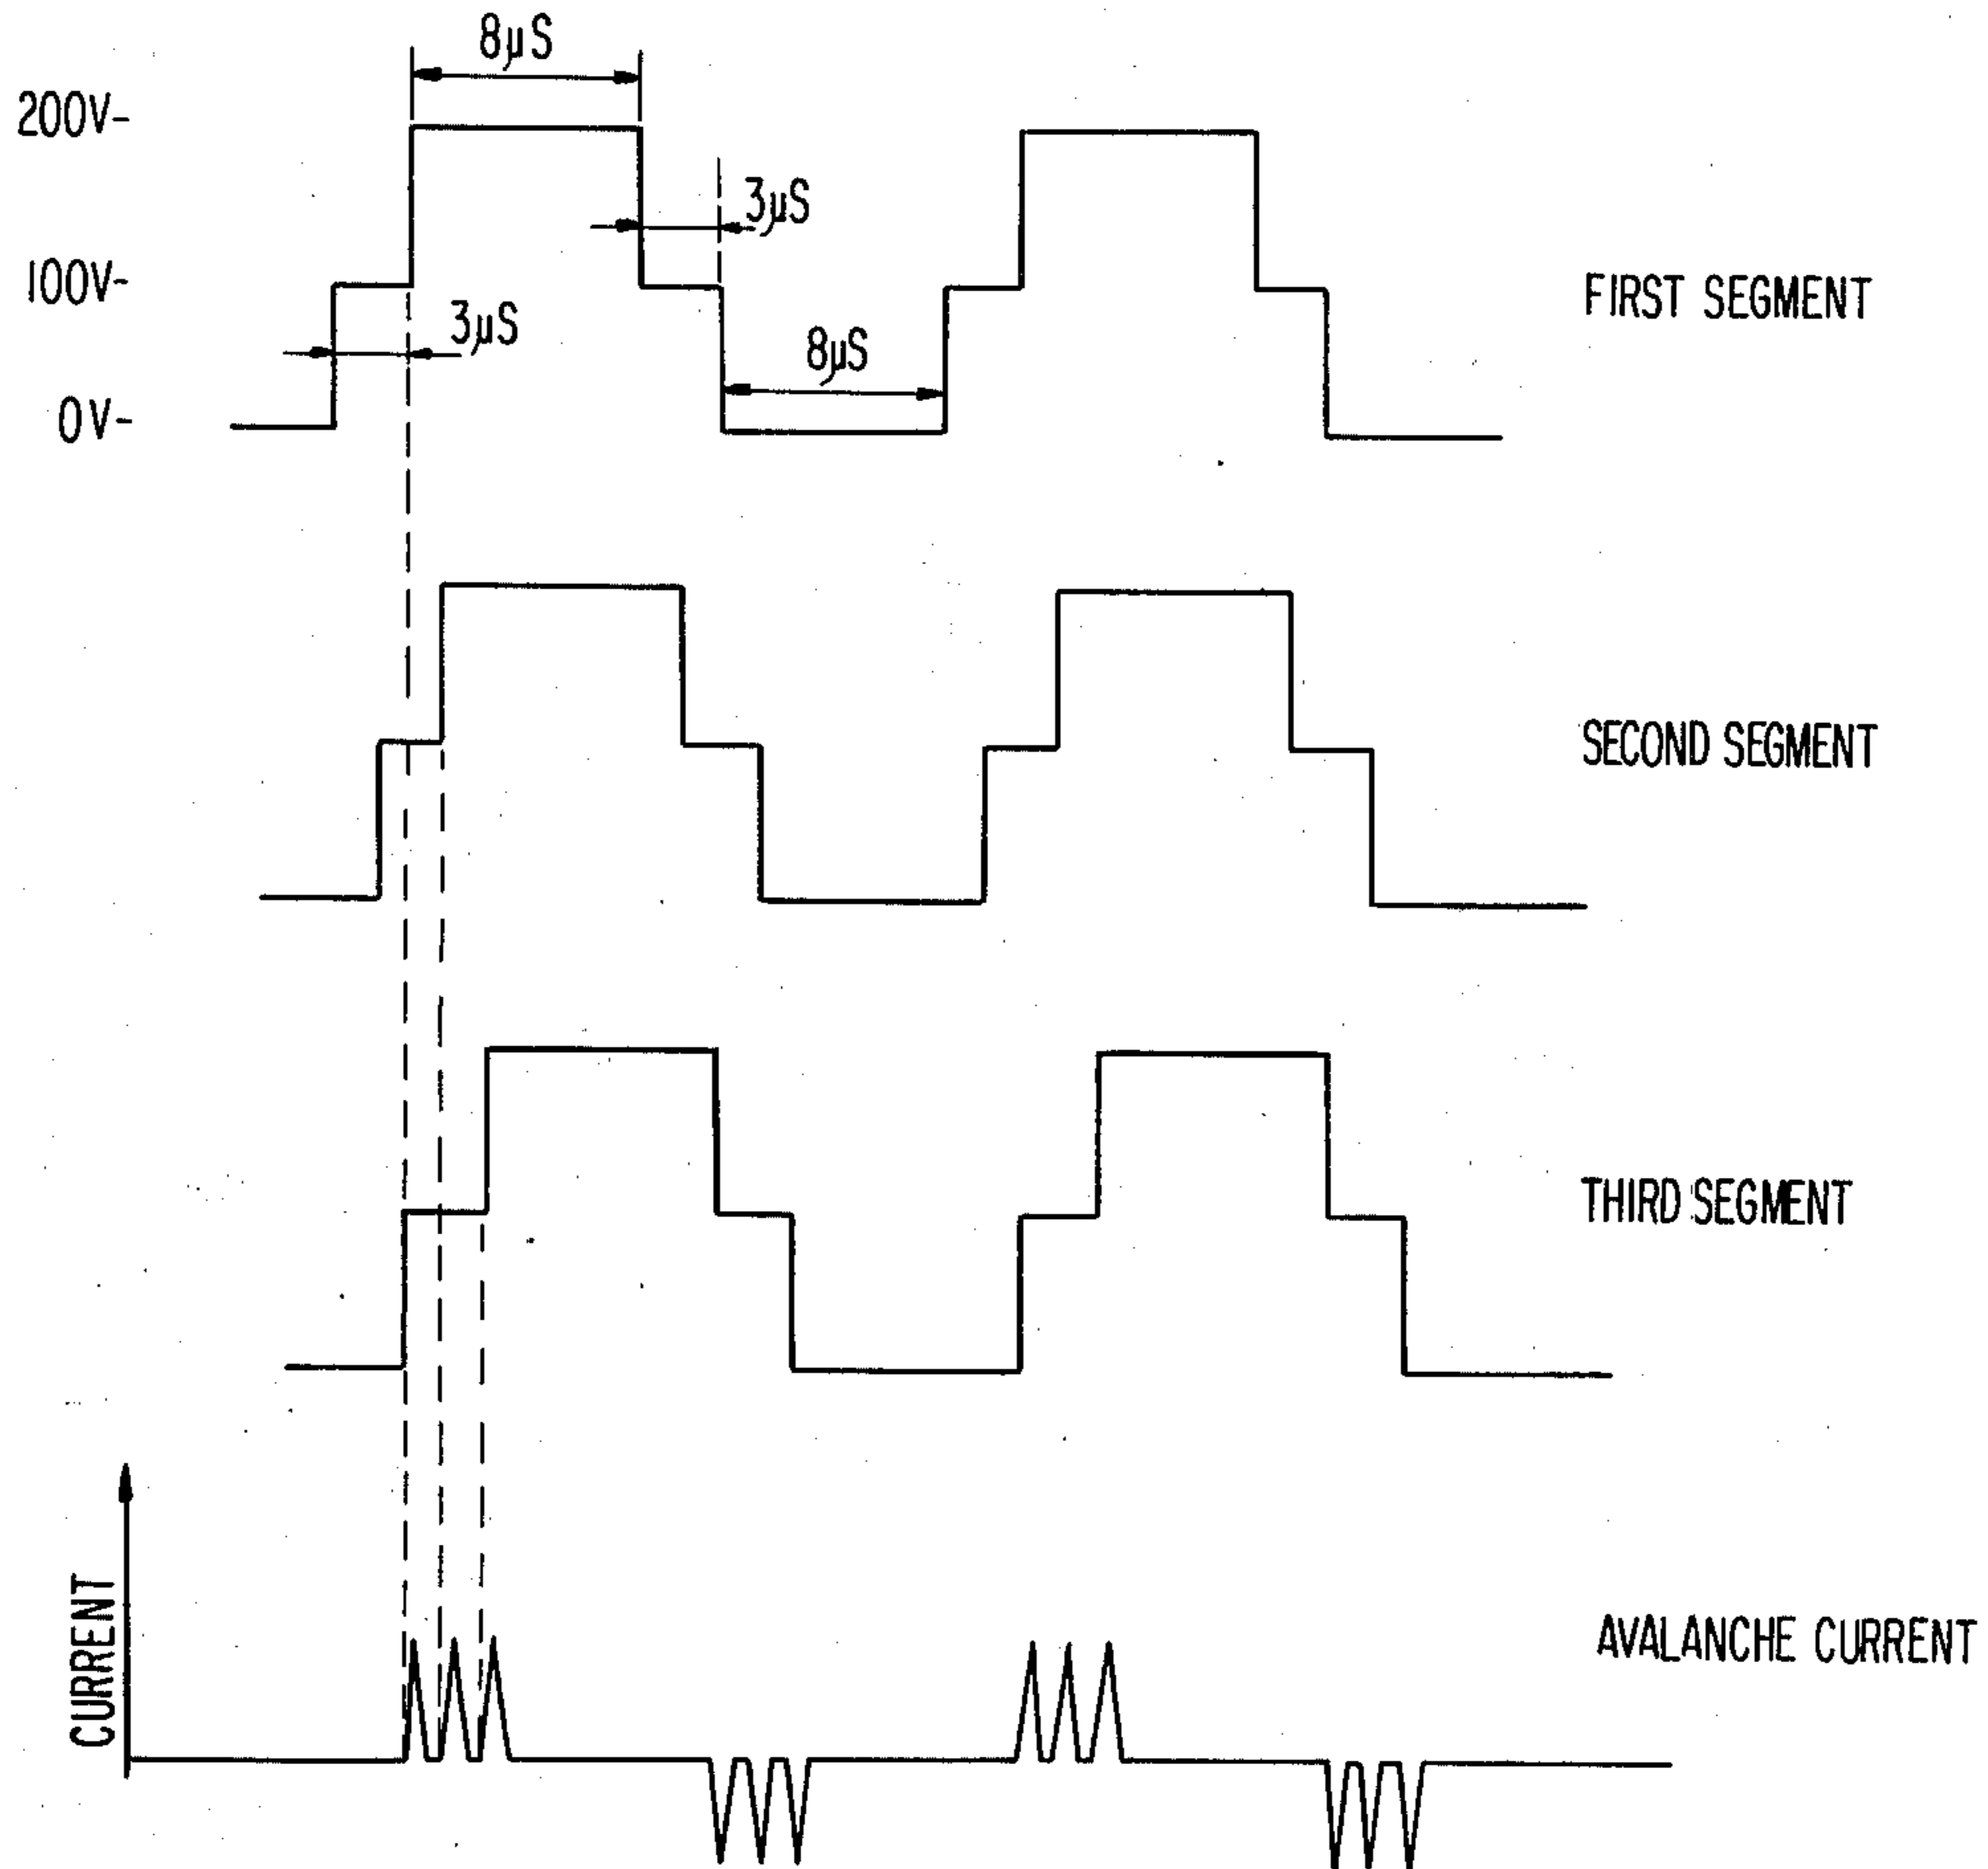 8µS
200V-
3µS
100V-
FIRST SEGMENT
3µS
8µS
0V-
SECOND SEGMENT
THIRD SEGMENT
CURRENT
AVALANCHE CURRENT